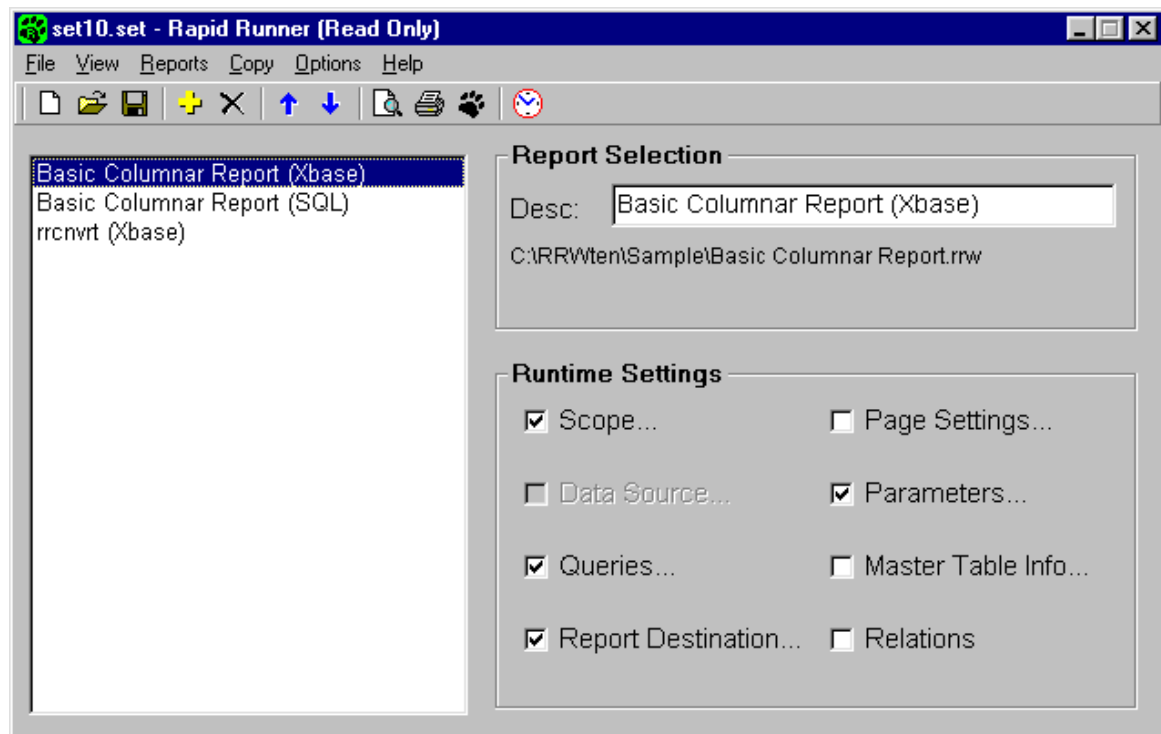 set10.set - Rapid Runner (Read Only)
File View Reports Copy Options Help
Basic Columnar Report (Xbase)
Basic Columnar Report (SQL)
rrcnvrt (Xbase)
Report Selection
Desc: Basic Columnar Report (Xbase)
C:\RRWten\Sample\Basic Columnar Report.rrw
Runtime Settings
Scope... Page Settings...
Data Source... Parameters...
Queries... Master Table Info...
Report Destination... Relations